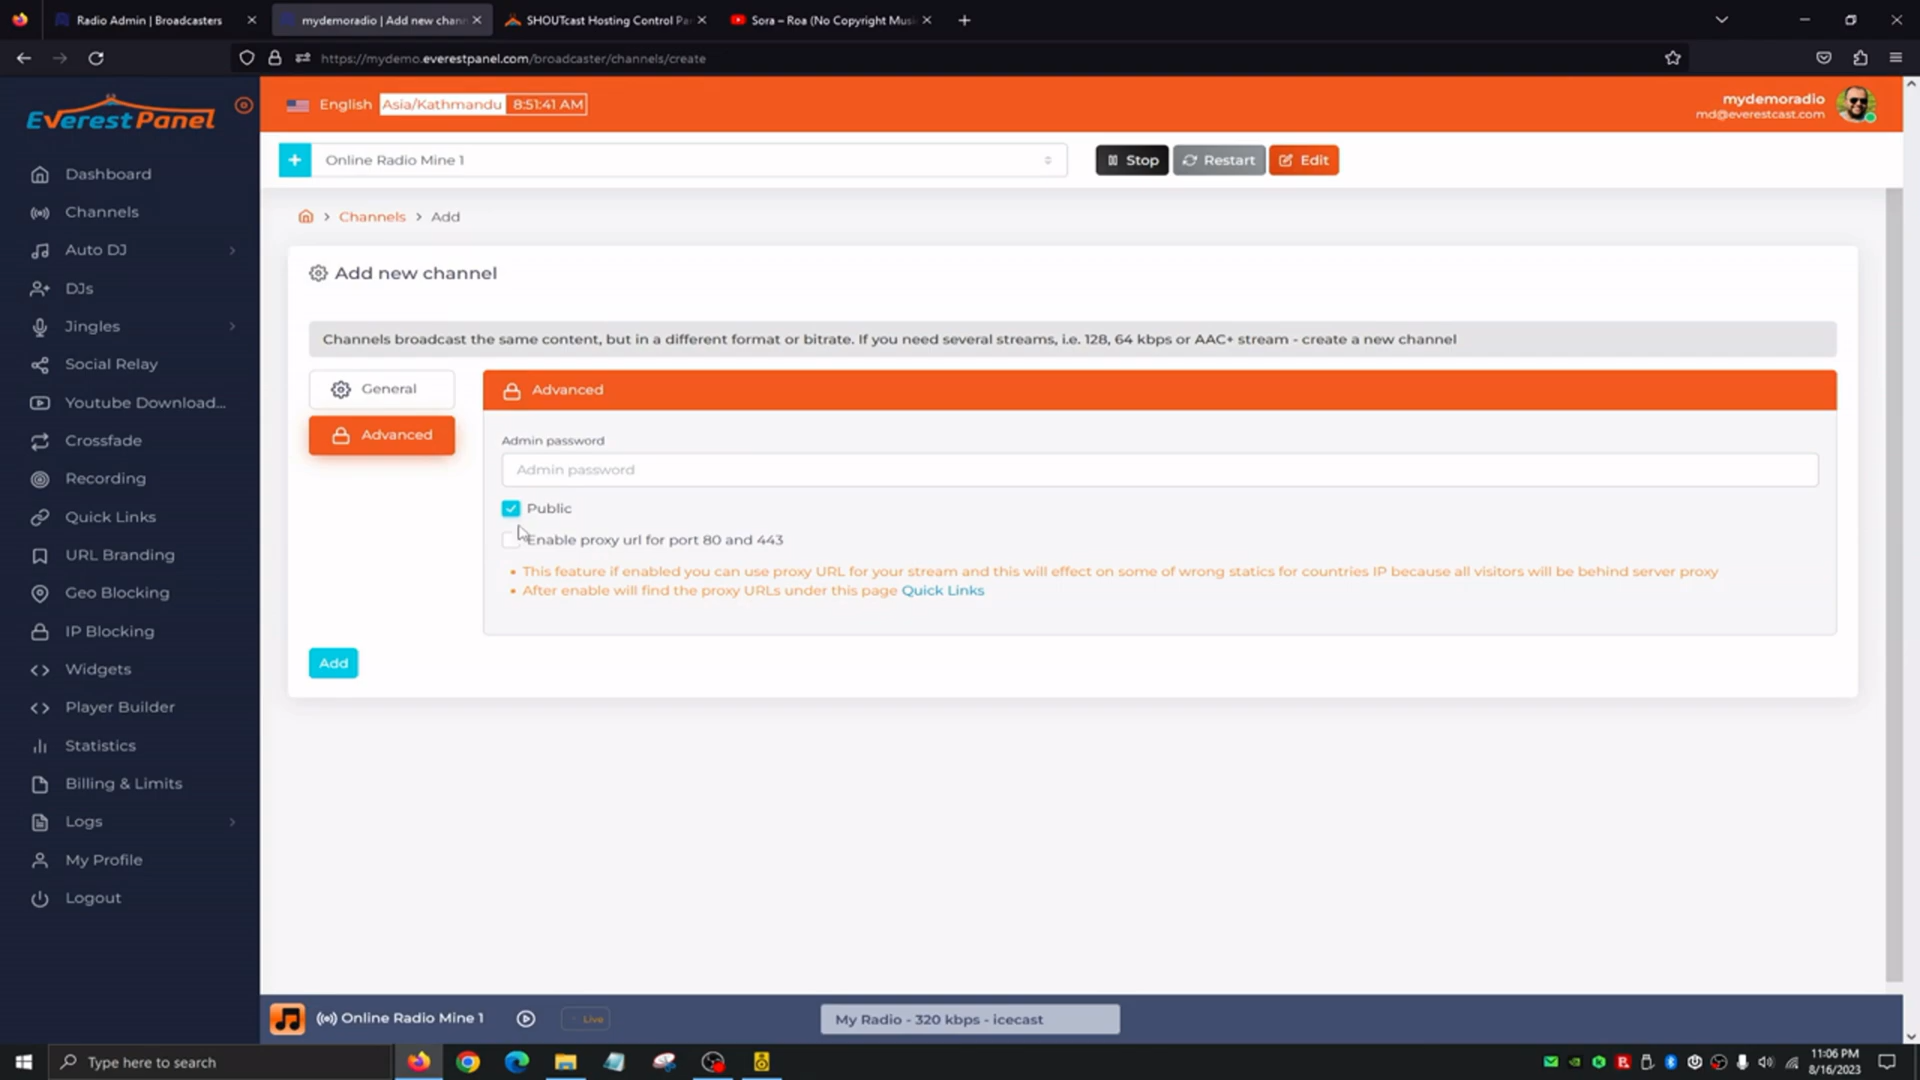 Radio Admin | Broadcasters
mydemoradio | Add new chann
SHOUTcast Hosting Control Pa
Sora – Roa (No Copyright Musi
https://mydemo.everestpanel.com/broadcaster/channels/create
EverestPanel
English
Asia/Kathmandu
8:51:41 AM
mydemoradio
md@everestcast.com
Online Radio Mine 1
Stop
Restart
Edit
Dashboard
Channels
Auto DJ
DJs
Jingles
Social Relay
Youtube Download...
Crossfade
Recording
Quick Links
URL Branding
Geo Blocking
IP Blocking
Widgets
Player Builder
Statistics
Billing & Limits
Logs
My Profile
Logout
Channels > Add
Add new channel
Channels broadcast the same content, but in a different format or bitrate. If you need several streams, i.e. 128, 64 kbps or AAC+ stream - create a new channel
General
Advanced
Advanced
Admin password
Admin password
Public
Enable proxy url for port 80 and 443
This feature if enabled you can use proxy URL for your stream and this will effect on some of wrong statics for countries IP because all visitors will be behind server proxy
After enable will find the proxy URLs under this page Quick Links
Add
Online Radio Mine 1
Live
My Radio - 320 kbps - icecast
Type here to search
11:06 PM
8/16/2023